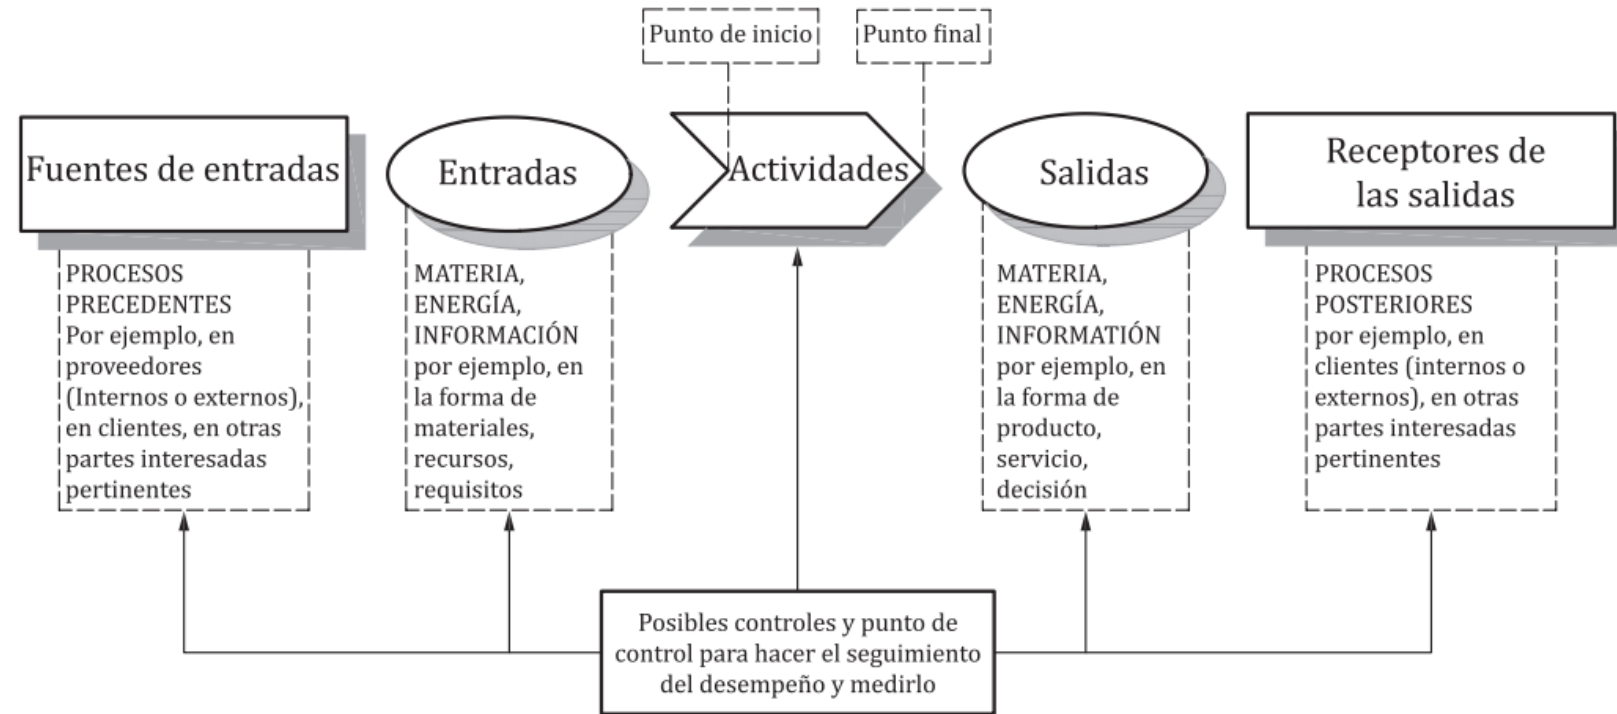 Punto de inicio
Punto final
Fuentes de entradas
Entradas
Actividades
Salidas
Receptores de
las salidas
PROCESOS
PRECEDENTES
Por ejemplo, en
proveedores
(Internos o externos),
en clientes, en otras
partes interesadas
pertinentes
MATERIA,
ENERGÍA,
INFORMACIÓN
por ejemplo, en
la forma de
materiales,
recursos,
requisitos
MATERIA,
ENERGÍA,
INFORMATIÓN
por ejemplo, en
la forma de
producto,
servicio,
decisión
PROCESOS
POSTERIORES
por ejemplo, en
clientes (internos o
externos), en otras
partes interesadas
pertinentes
Posibles controles y punto de
control para hacer el seguimiento
del desempeño y medirlo